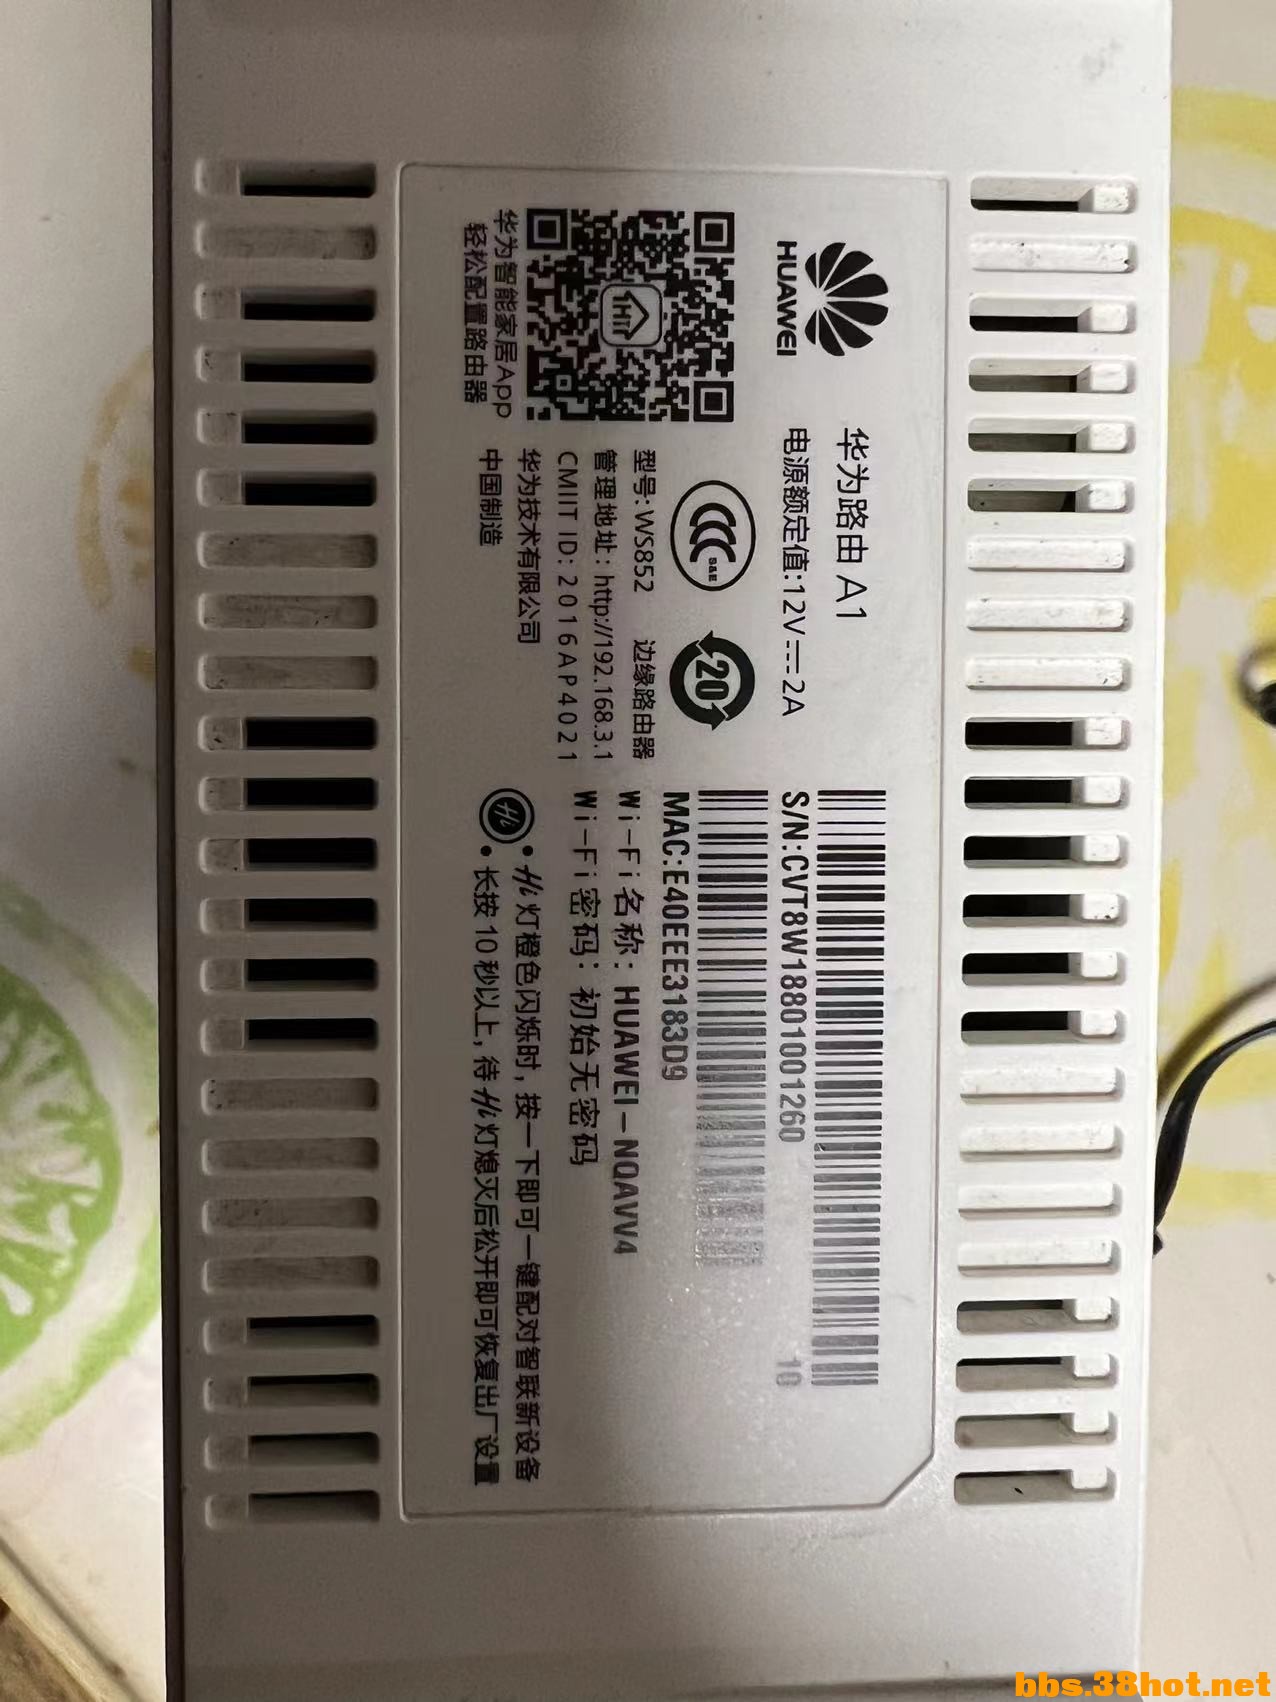 HUAWEI
华为路由 A1
电源额定值:12V⎓2A
S&E
20
华为智能家居App
轻松配置路由器
型号:WS852 边缘路由器
管理地址: http://192.168.3.1
CMIIT ID: 2016AP4021
华为技术有限公司
中国制造
S/N:CVT8W18801001260 10
MAC:E40EEE3183D9
Wi-Fi名称: HUAWEI-NQAVV4
Wi-Fi密码: 初始无密码
Hi
• Hi灯橙色闪烁时, 按一下即可一键配对智联新设备
• 长按 10 秒以上, 待Hi灯熄灭后松开即可恢复出厂设置
bbs.38hot.net